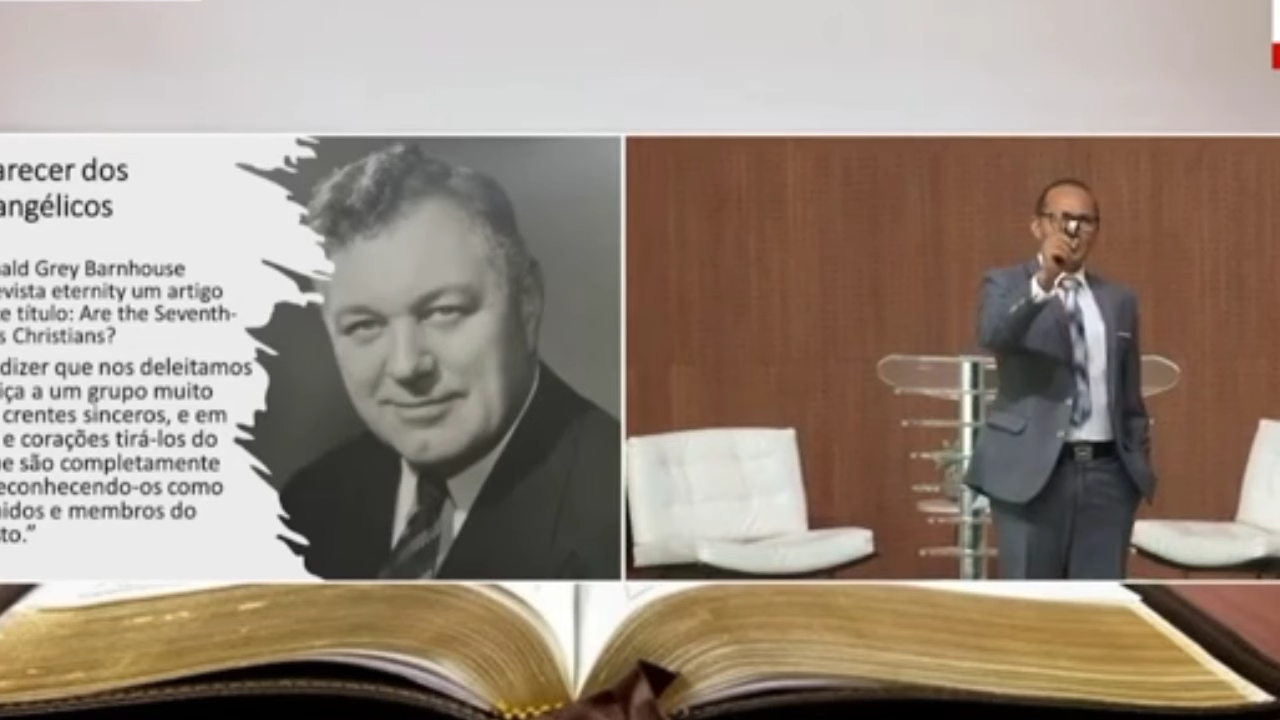 arecer dos
angélicos
ald Grey Barnhouse
evista eternity um artigo
e título: Are the Seventh-
s Christians?
dizer que nos deleitamos
iça a um grupo muito
crentes sinceros, e em
e corações tirá-los do
e são completamente
econhecendo-os como
idos e membros do
to.”